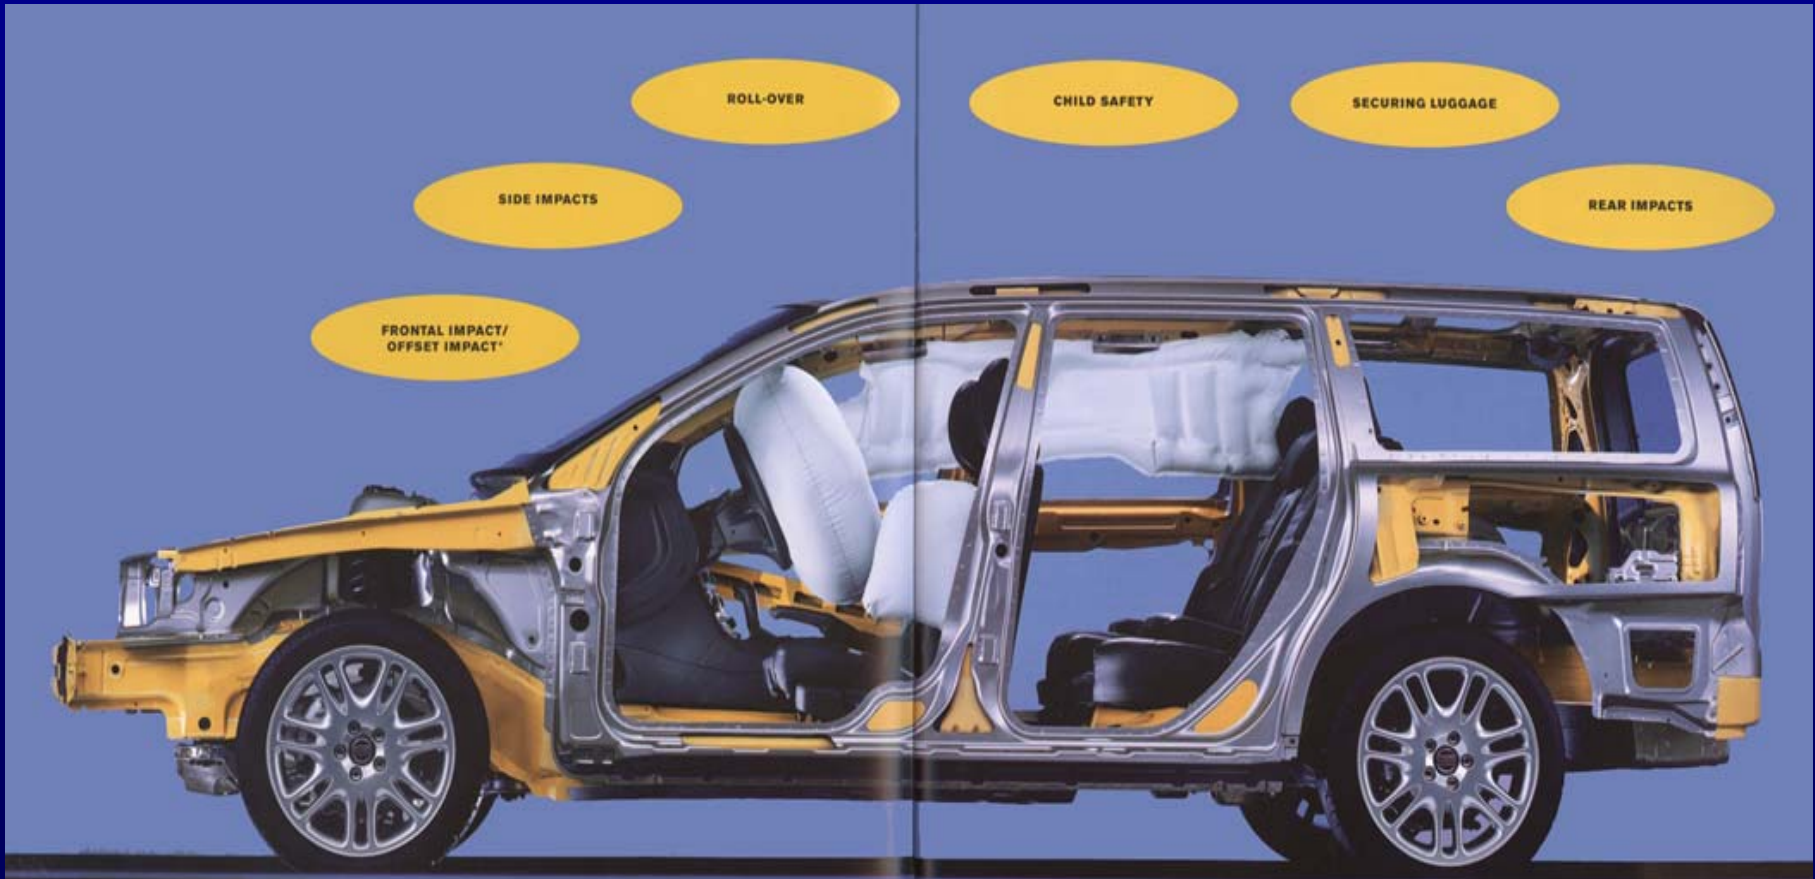 ROLL-OVER
CHILD SAFETY
SECURING LUGGAGE
SIDE IMPACTS
REAR IMPACTS
FRONTAL IMPACT/
OFFSET IMPACT*